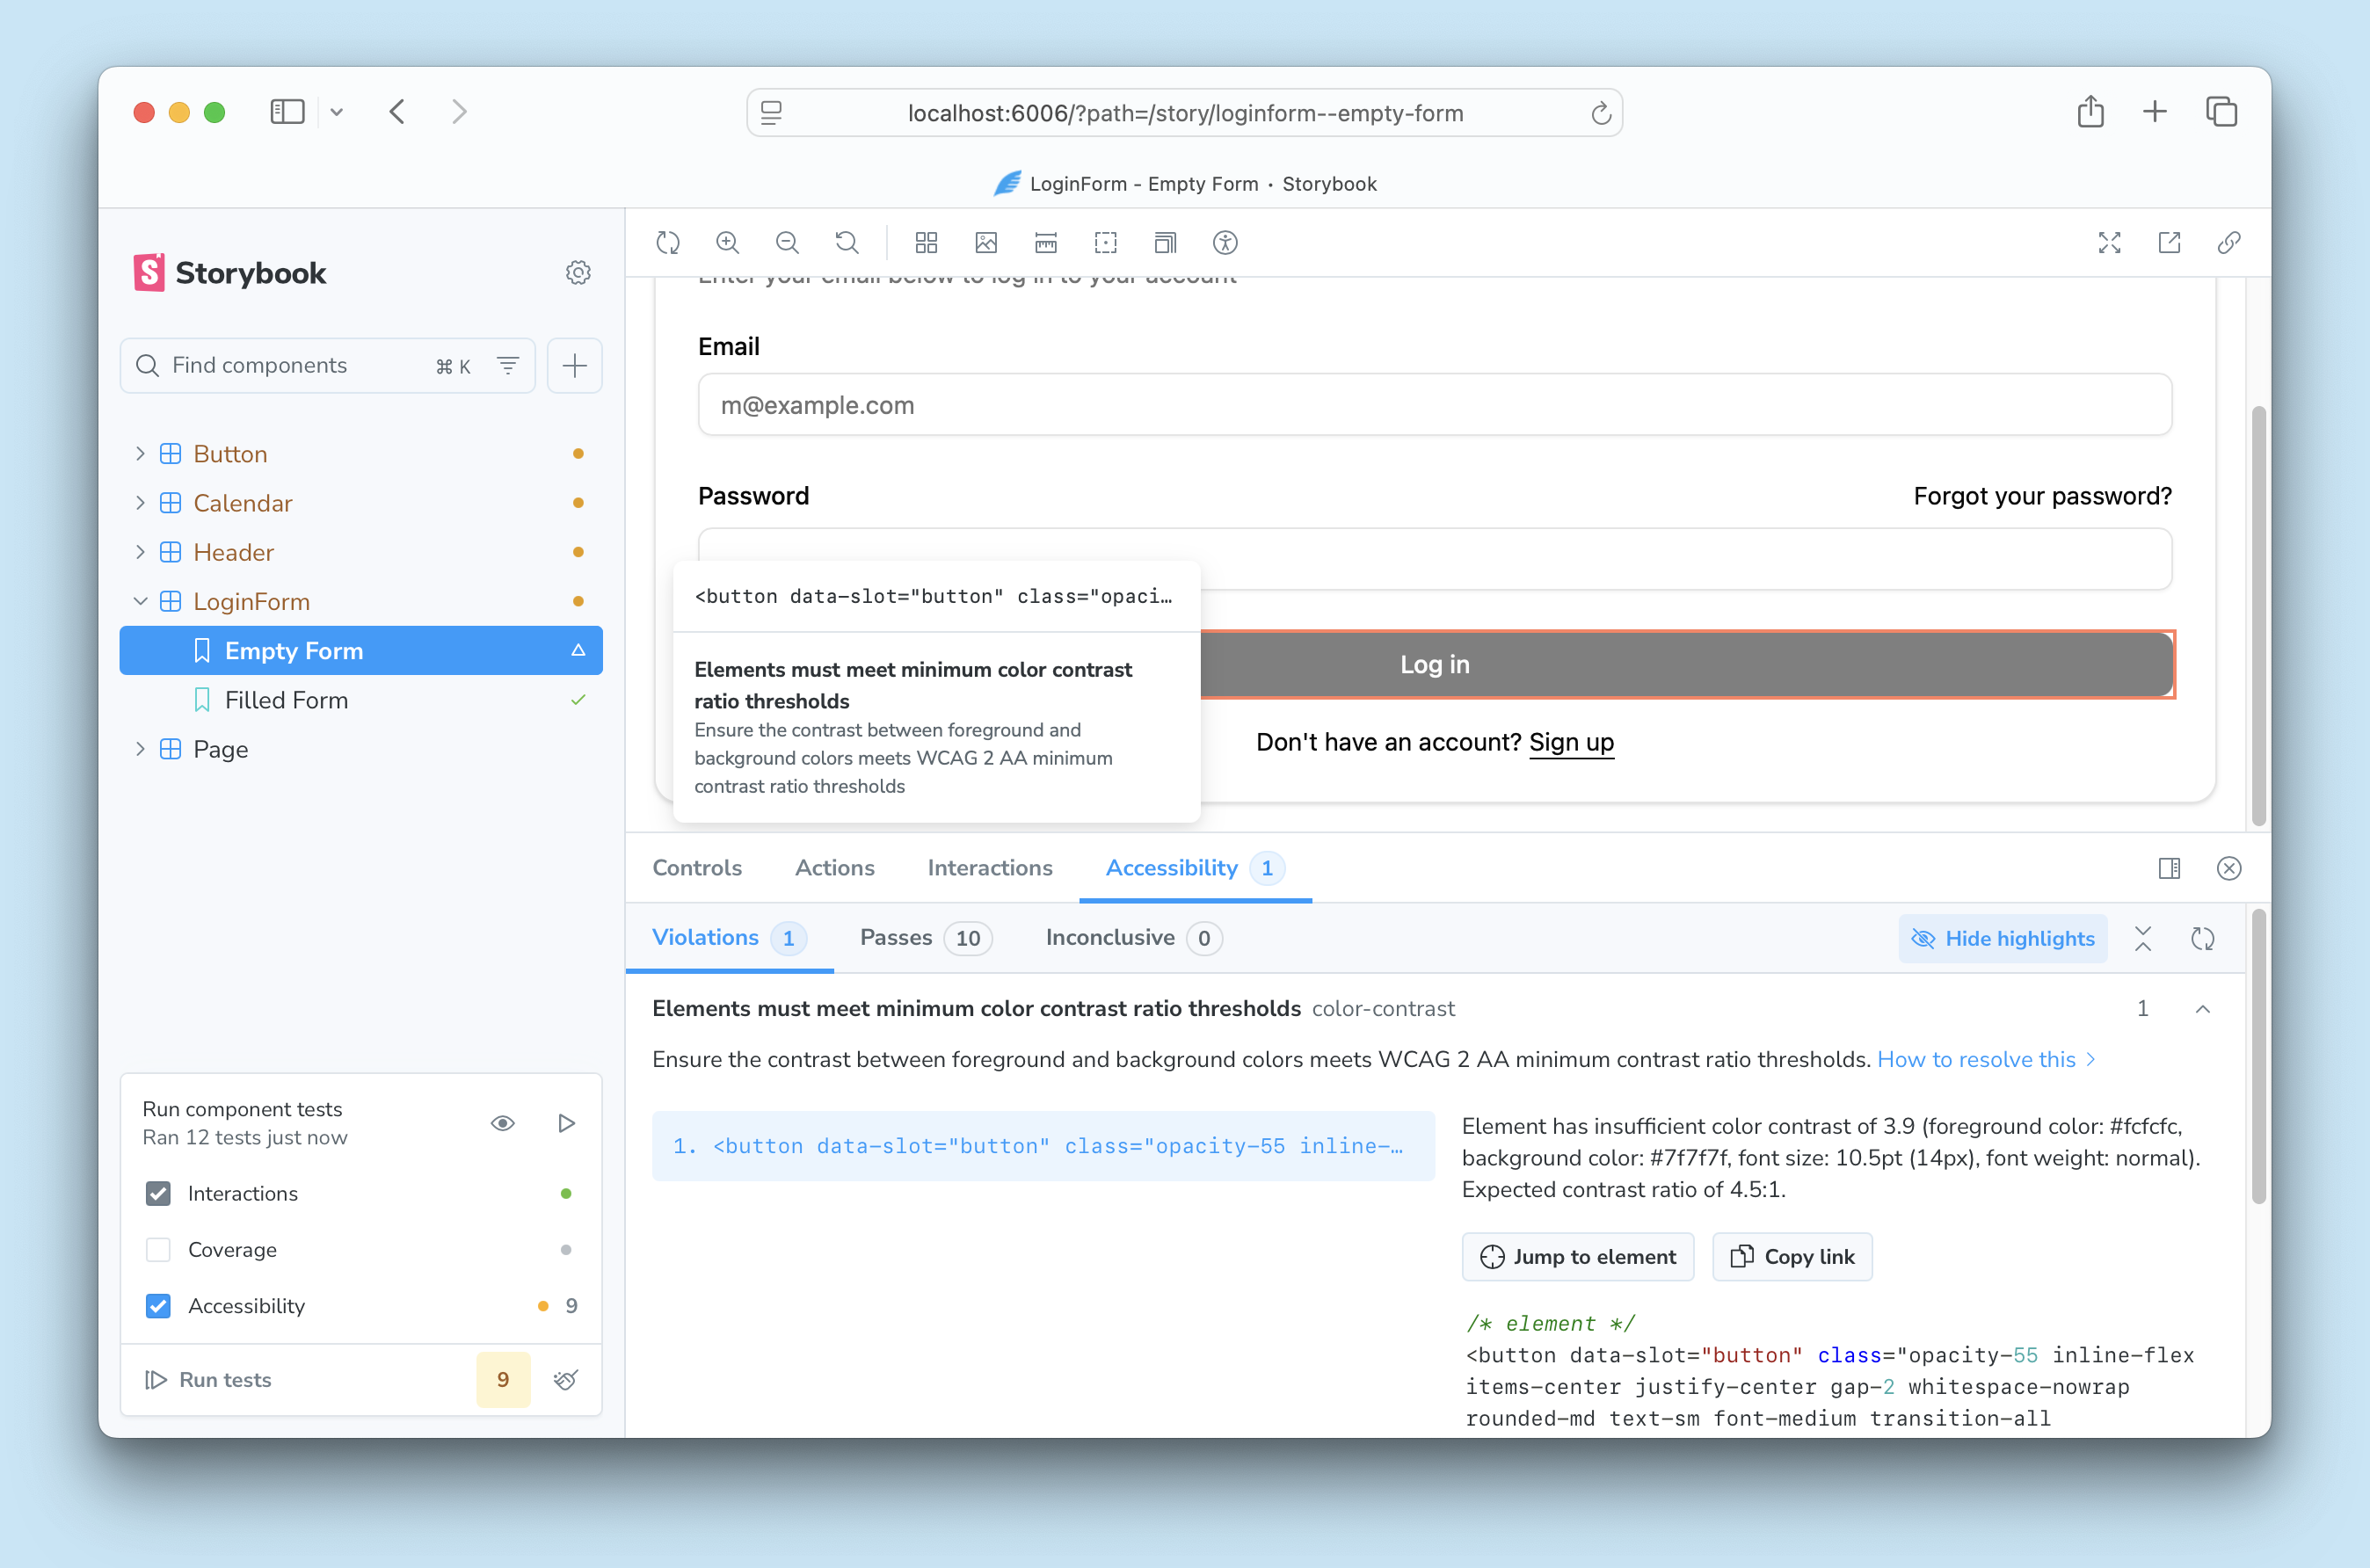 localhost:6006/?path=/story/loginform--empty-form
LoginForm - Empty Form • Storybook
S Storybook
Find components ⌘ K
Button
Calendar
Header
LoginForm
Empty Form
Filled Form
Page
Run component tests
Ran 12 tests just now
Interactions
Coverage
Accessibility 9
Run tests 9
Enter your email below to log in to your account
Email
m@example.com
Password Forgot your password?
<button data-slot="button" class="opaci…
Elements must meet minimum color contrast
ratio thresholds
Ensure the contrast between foreground and
background colors meets WCAG 2 AA minimum
contrast ratio thresholds
Log in
Don't have an account? Sign up
Controls Actions Interactions Accessibility 1
Violations 1 Passes 10 Inconclusive 0 Hide highlights
Elements must meet minimum color contrast ratio thresholds color-contrast 1
Ensure the contrast between foreground and background colors meets WCAG 2 AA minimum contrast ratio thresholds. How to resolve this >
1. <button data-slot="button" class="opacity-55 inline-…
Element has insufficient color contrast of 3.9 (foreground color: #fcfcfc,
background color: #7f7f7f, font size: 10.5pt (14px), font weight: normal).
Expected contrast ratio of 4.5:1.
Jump to element Copy link
/* element */
<button data-slot="button" class="opacity-55 inline-flex
items-center justify-center gap-2 whitespace-nowrap
rounded-md text-sm font-medium transition-all